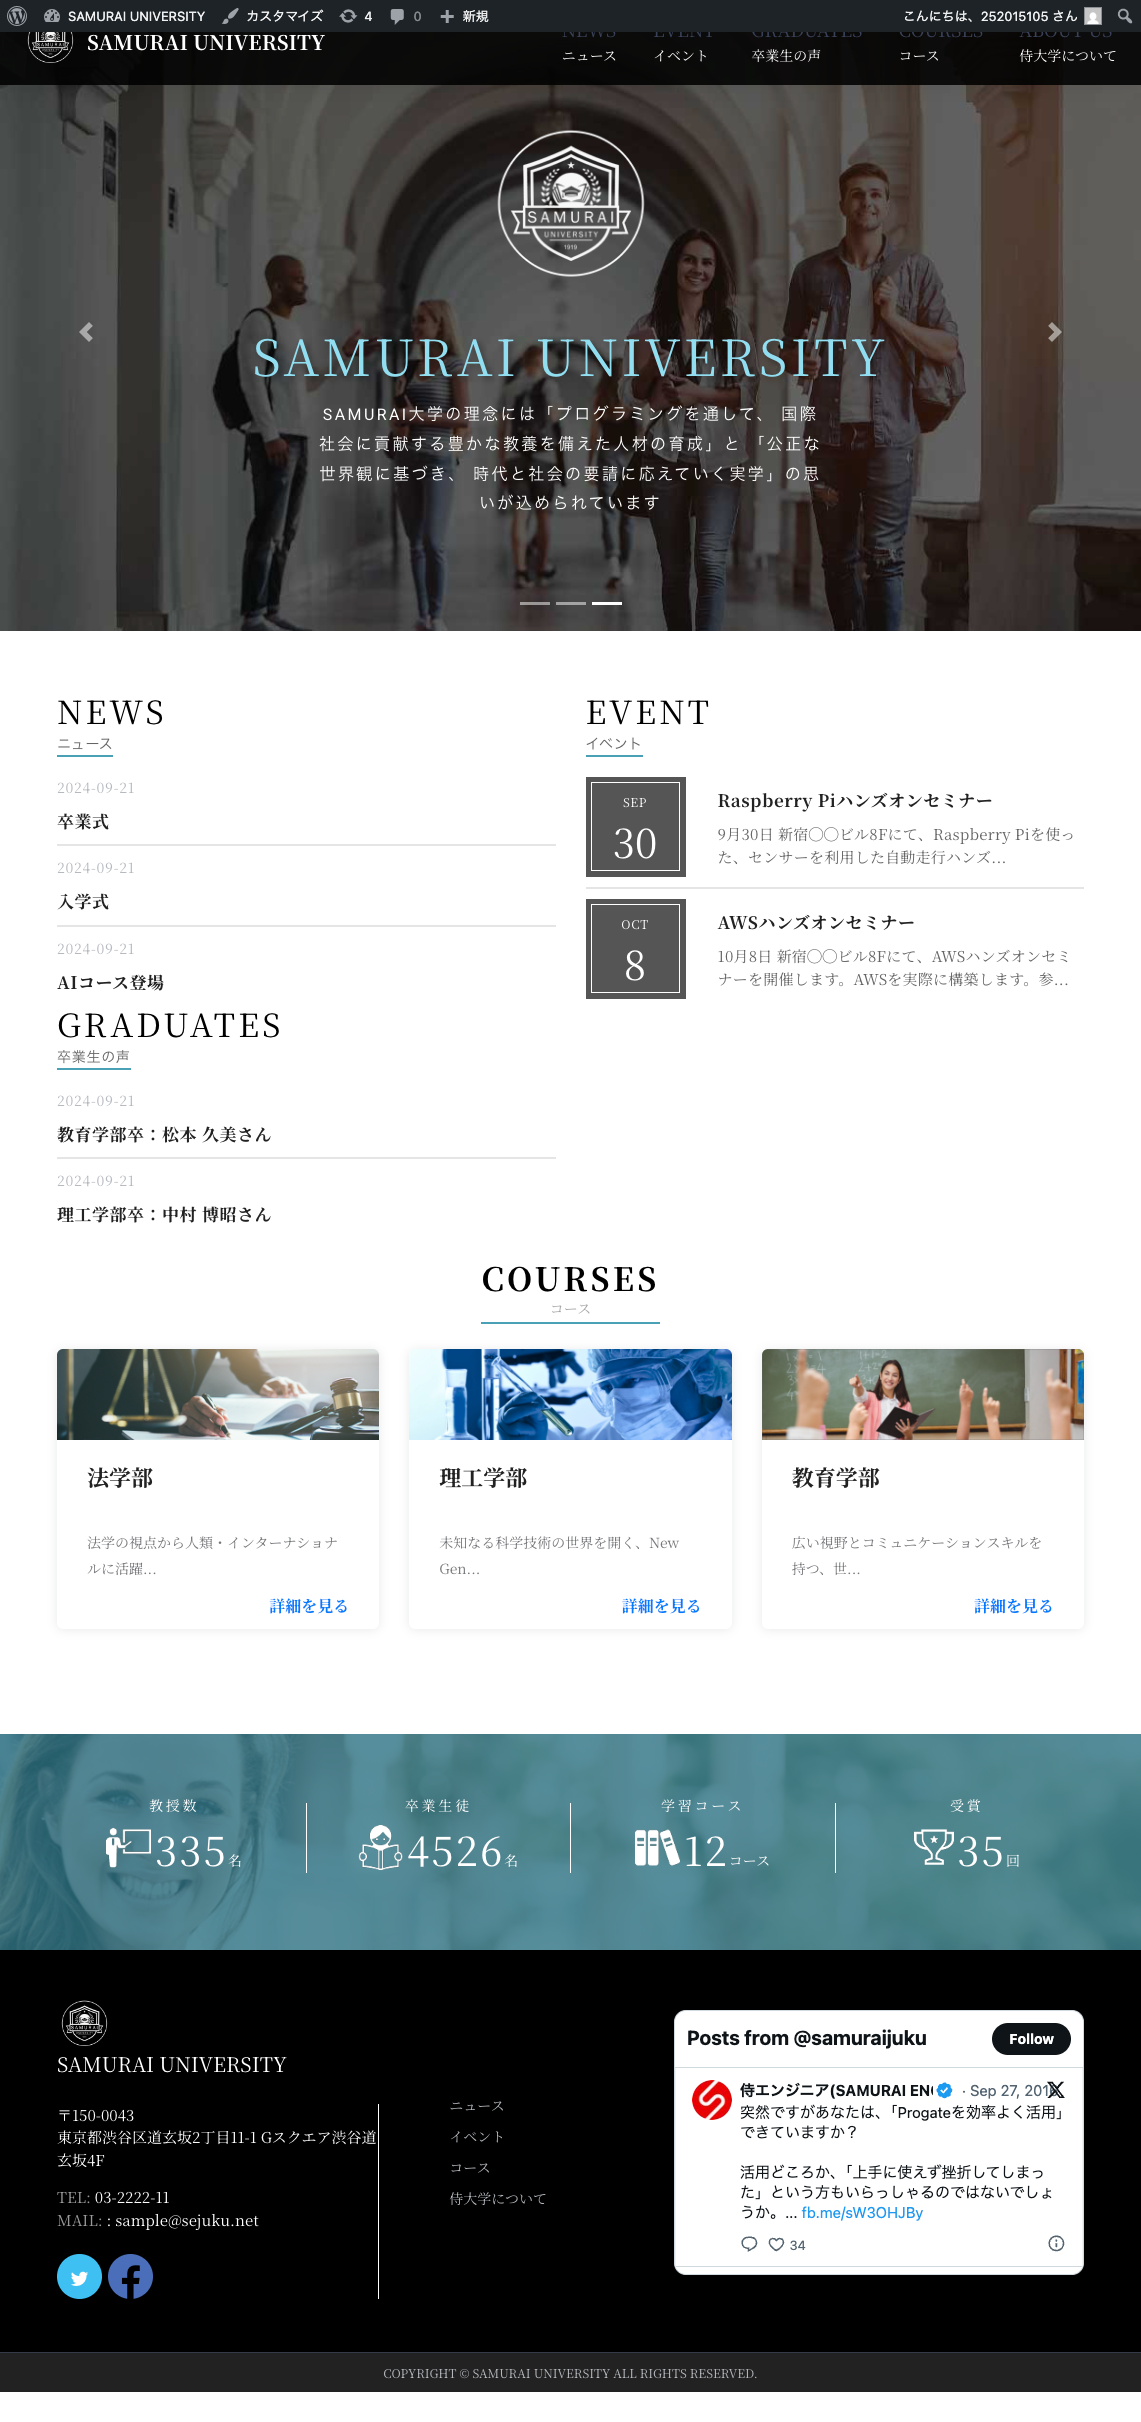 SAMURAI UNIVERSITY
カスタマイズ
4
0
新規
こんにちは、252015105 さん
SAMURAI UNIVERSITY
NEWS
ニュース
EVENT
イベント
GRADUATES
卒業生の声
COURSES
コース
ABOUT US
侍大学について
SAMURAI
UNIVERSITY
1919
SAMURAI UNIVERSITY
SAMURAI大学の理念には「プログラミングを通して、 国際
社会に貢献する豊かな教養を備えた人材の育成」と 「公正な
世界観に基づき、 時代と社会の要請に応えていく実学」の思
いが込められています
NEWS
ニュース
2024-09-21
卒業式
2024-09-21
入学式
2024-09-21
AIコース登場
EVENT
イベント
SEP
30
Raspberry Piハンズオンセミナー
9月30日 新宿〇〇ビル8Fにて、Raspberry Piを使っ
た、センサーを利用した自動走行ハンズ...
OCT
8
AWSハンズオンセミナー
10月8日 新宿〇〇ビル8Fにて、AWSハンズオンセミ
ナーを開催します。AWSを実際に構築します。参...
GRADUATES
卒業生の声
2024-09-21
教育学部卒：松本 久美さん
2024-09-21
理工学部卒：中村 博昭さん
COURSES
コース
法学部
法学の視点から人類・インターナショナ
ルに活躍...
詳細を見る
理工学部
未知なる科学技術の世界を開く、New
Gen...
詳細を見る
教育学部
広い視野とコミュニケーションスキルを
持つ、世...
詳細を見る
教授数
335名
卒業生徒
4526名
学習コース
12コース
受賞
35回
SAMURAI
SAMURAI UNIVERSITY
〒150-0043
東京都渋谷区道玄坂2丁目11-1 Gスクエア渋谷道
玄坂4F
TEL: 03-2222-11
MAIL: : sample@sejuku.net
ニュース
イベント
コース
侍大学について
Posts from @samuraijuku
Follow
侍エンジニア(SAMURAI EN
· Sep 27, 201
突然ですがあなたは、「Progateを効率よく活用」
できていますか？
活用どころか、「上手に使えず挫折してしまっ
た」という方もいらっしゃるのではないでしょ
うか。... fb.me/sW3OHJBy
34
COPYRIGHT © SAMURAI UNIVERSITY ALL RIGHTS RESERVED.